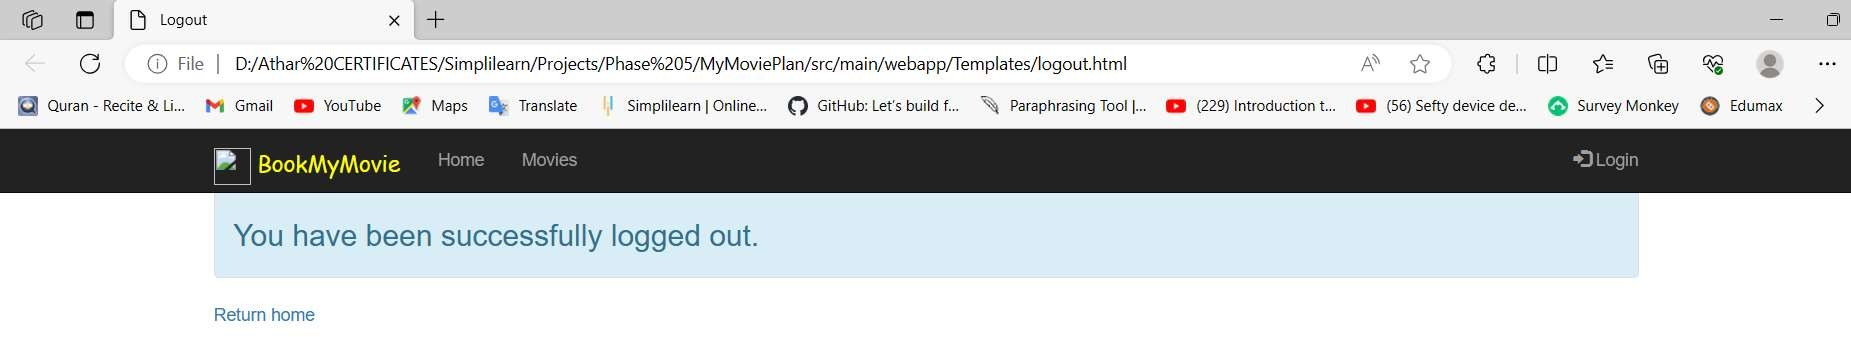 Logout
File D:/Athar%20CERTIFICATES/Simplilearn/Projects/Phase%205/MyMoviePlan/src/main/webapp/Templates/logout.html
Quran - Recite & Li... Gmail YouTube Maps Translate Simplilearn | Online... GitHub: Let's build f... Paraphrasing Tool |... (229) Introduction t... (56) Sefty device de... Survey Monkey Edumax
BookMyMovie Home Movies Login
You have been successfully logged out.
Return home